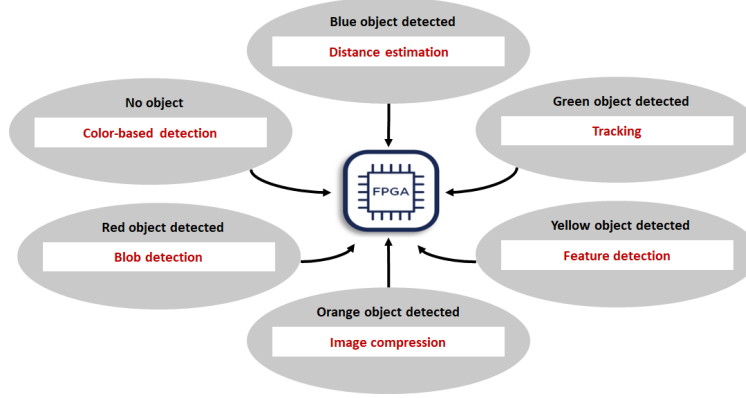 Blue object detected
Distance estimation
No object
Color-based detection
Green object detected
Tracking
FPGA
Red object detected
Blob detection
Yellow object detected
Feature detection
Orange object detected
Image compression